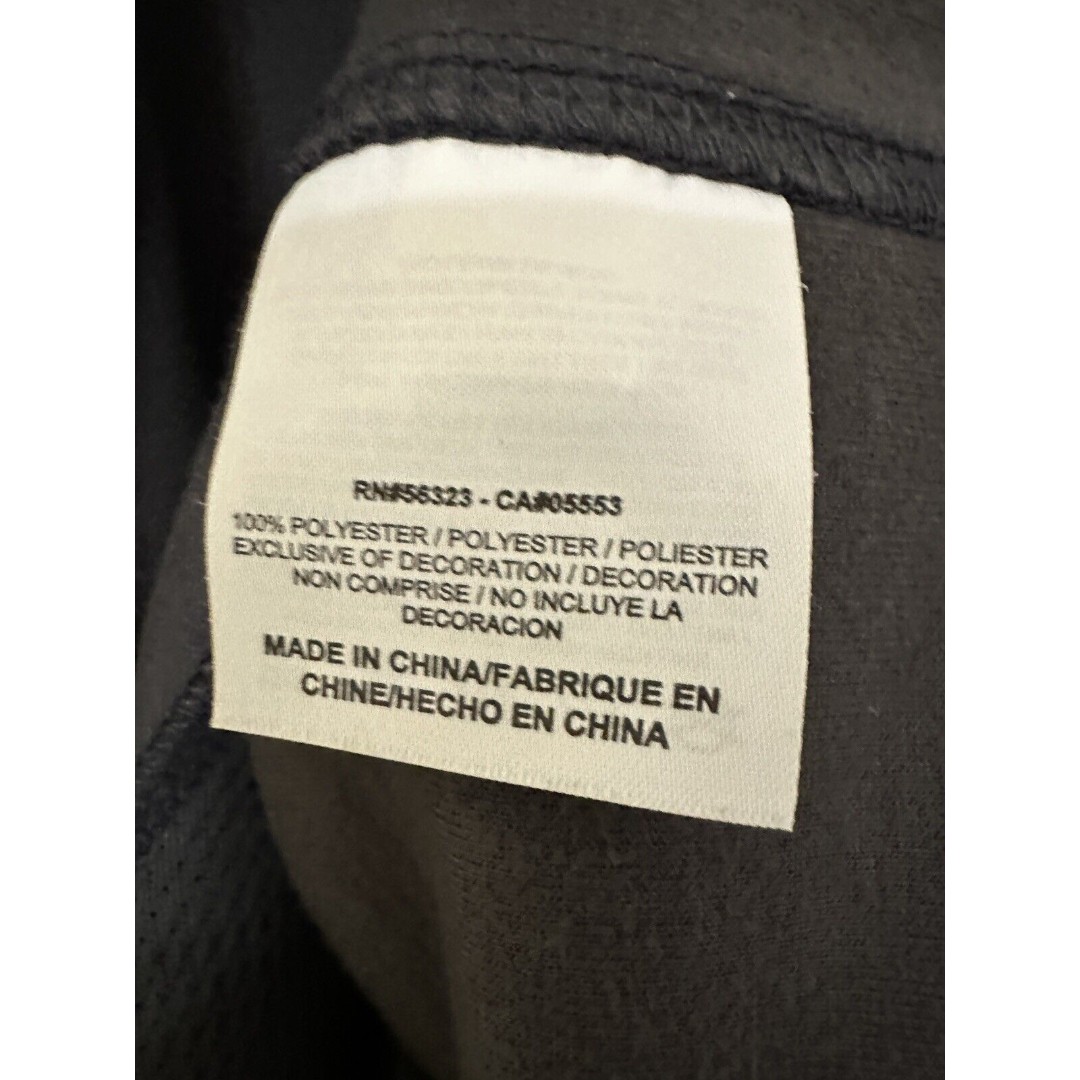 RN#56323 - CA#05553
100% POLYESTER / POLYESTER / POLIESTER
EXCLUSIVE OF DECORATION / DECORATION
NON COMPRISE / NO INCLUYE LA
DECORACION
MADE IN CHINA/FABRIQUE EN
CHINE/HECHO EN CHINA